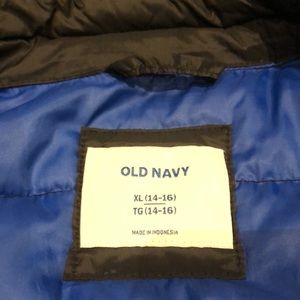 OLD NAVY
XL (14-16)
TG (14-16)
MADE IN INDONESIA